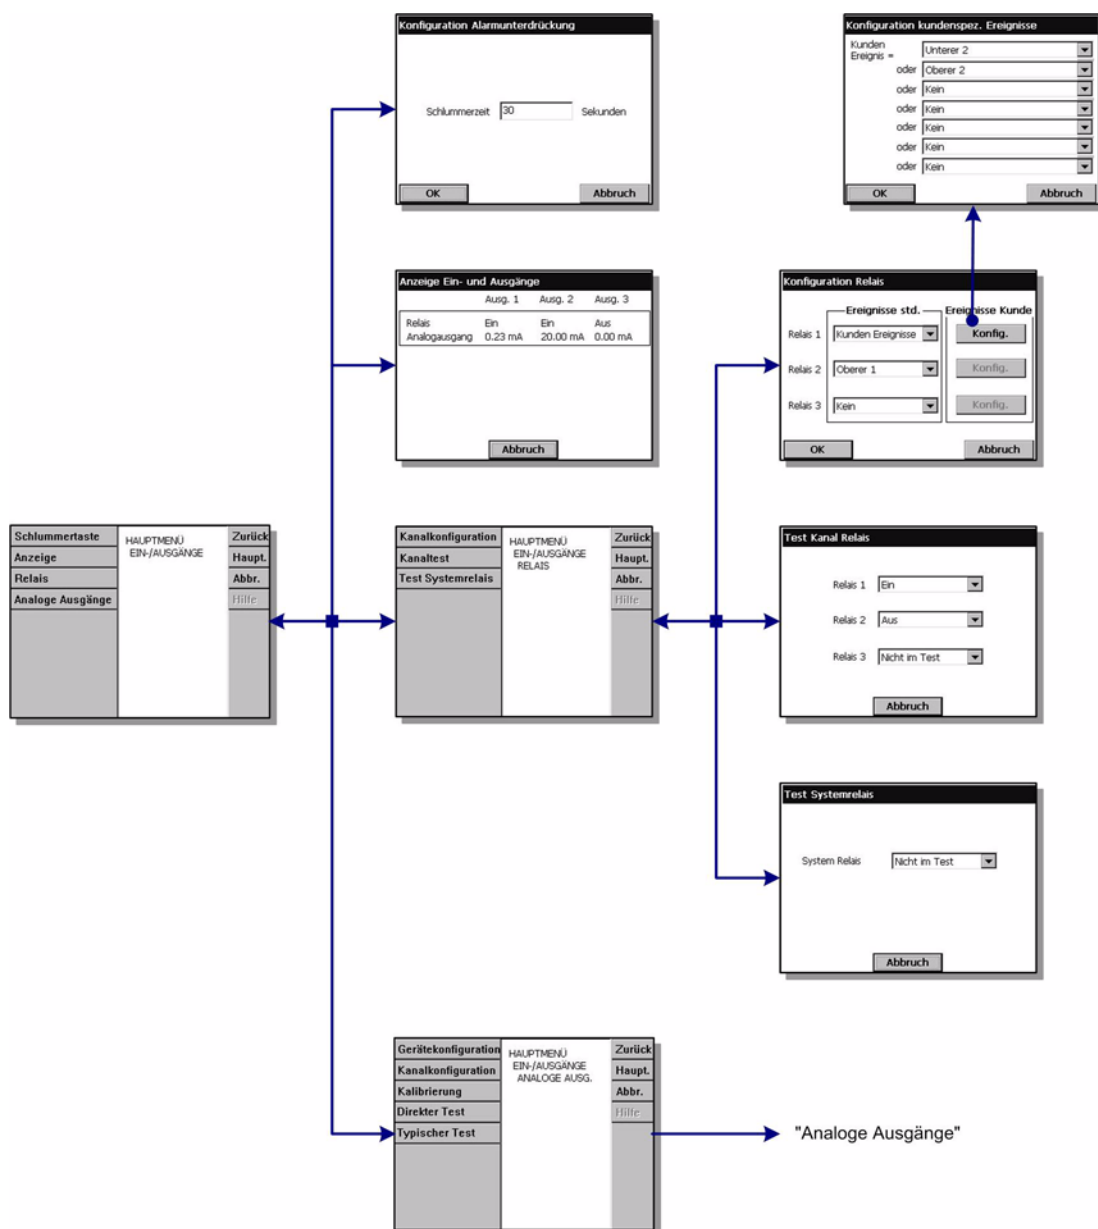 Konfiguration Alarmunterdrückung
Schlummerzeit 30 Sekunden
OK Abbruch
Konfiguration kundenspez. Ereignisse
Kunden
Ereignis = Unterer 2
oder Oberer 2
oder Kein
oder Kein
oder Kein
oder Kein
oder Kein
OK Abbruch
Anzeige Ein- und Ausgänge
Ausg. 1 Ausg. 2 Ausg. 3
Relais Ein Ein Aus
Analogausgang 0.23 mA 20.00 mA 0.00 mA
Abbruch
Konfiguration Relais
Ereignisse std. Ereignisse Kunde
Relais 1 Kunden Ereignisse Konfig.
Relais 2 Oberer 1 Konfig.
Relais 3 Kein Konfig.
OK Abbruch
Schlummertaste
Anzeige
Relais
Analoge Ausgänge
HAUPTMENÜ
EIN-/AUSGÄNGE
Zurück
Haupt.
Abbr.
Hilfe
Kanalkonfiguration
Kanaltest
Test Systemrelais
HAUPTMENÜ
EIN-/AUSGÄNGE
RELAIS
Zurück
Haupt.
Abbr.
Hilfe
Test Kanal Relais
Relais 1 Ein
Relais 2 Aus
Relais 3 Nicht im Test
Abbruch
Test Systemrelais
System Relais Nicht im Test
Abbruch
Gerätekonfiguration
Kanalkonfiguration
Kalibrierung
Direkter Test
Typischer Test
HAUPTMENÜ
EIN-/AUSGÄNGE
ANALOGE AUSG.
Zurück
Haupt.
Abbr.
Hilfe
"Analoge Ausgänge"